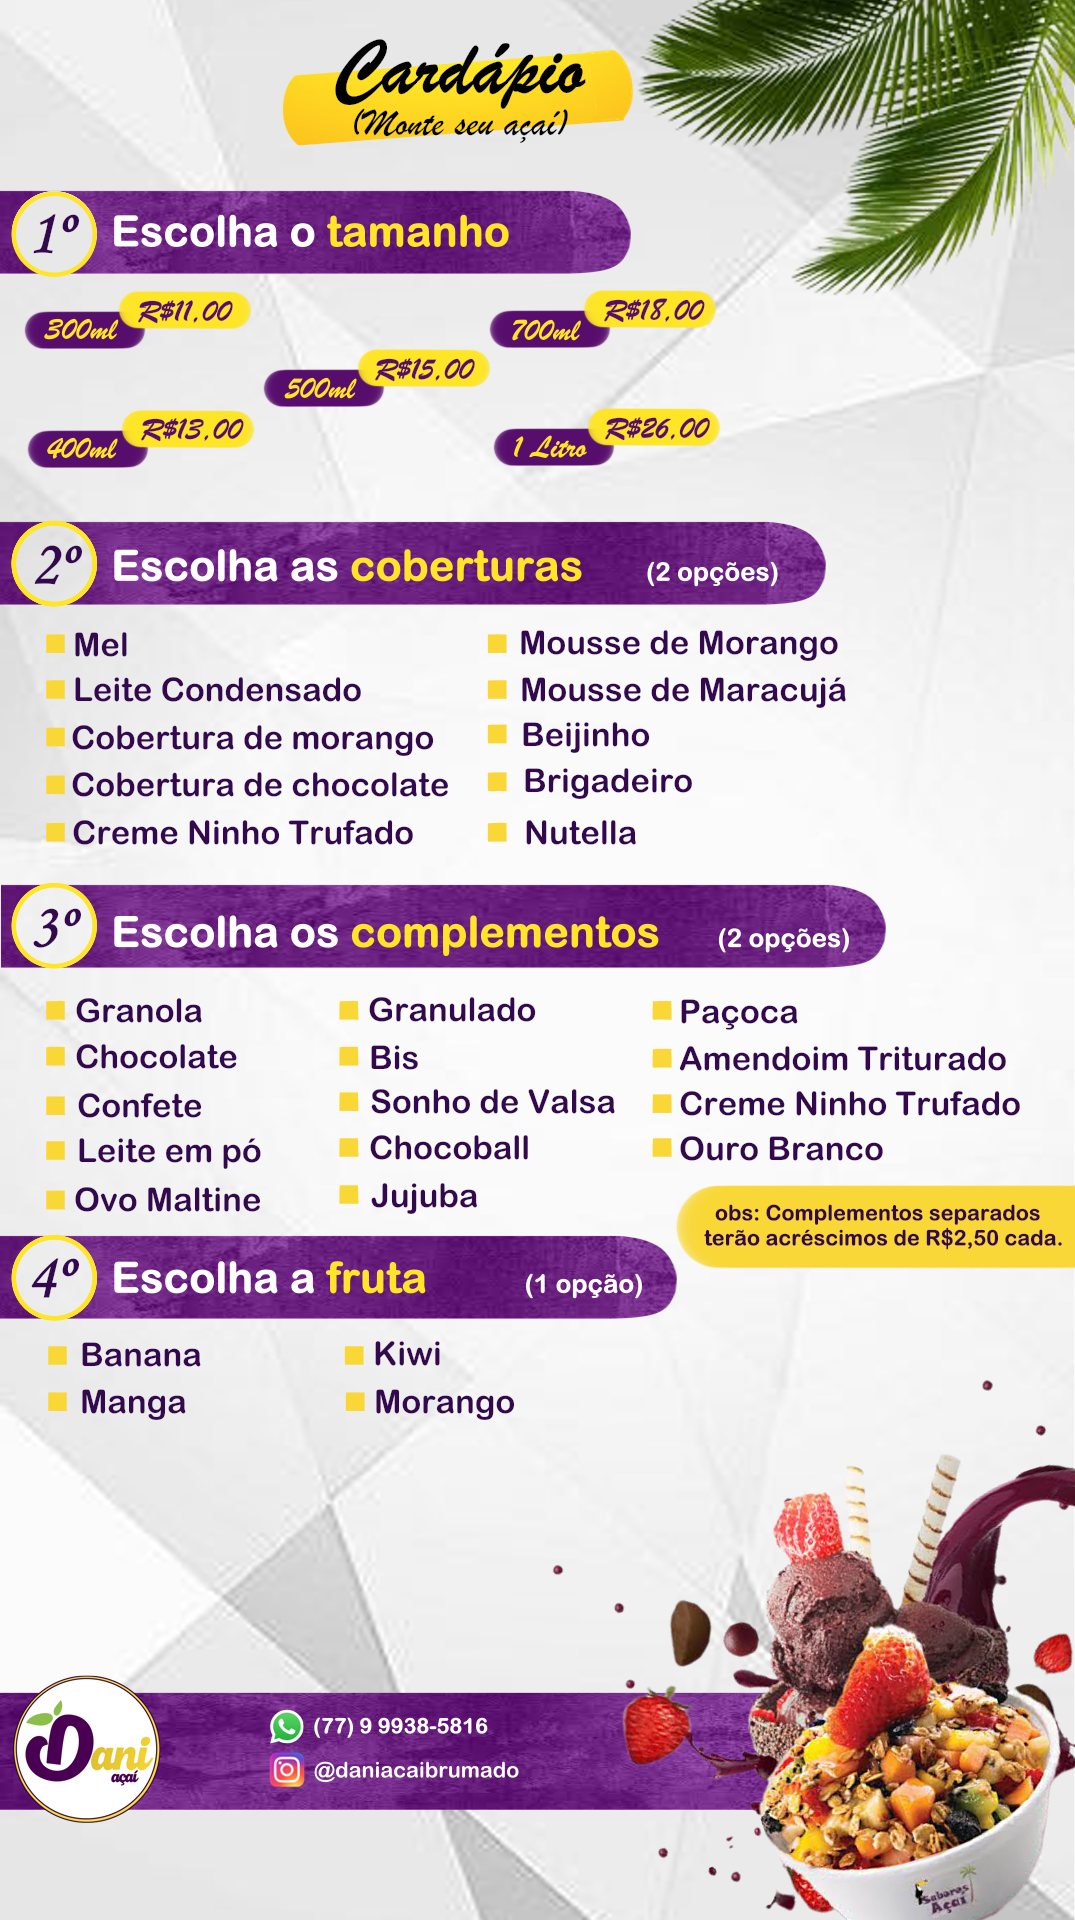 Cardápio
(Monte seu açaí)
1º Escolha o tamanho
300ml R$11,00
700ml R$18,00
500ml R$15,00
400ml R$13,00
1 Litro R$26,00
2º Escolha as coberturas (2 opções)
Mel
Leite Condensado
Cobertura de morango
Cobertura de chocolate
Creme Ninho Trufado
Mousse de Morango
Mousse de Maracujá
Beijinho
Brigadeiro
Nutella
3º Escolha os complementos (2 opções)
Granola
Chocolate
Confete
Leite em pó
Ovo Maltine
Granulado
Bis
Sonho de Valsa
Chocoball
Jujuba
Paçoca
Amendoim Triturado
Creme Ninho Trufado
Ouro Branco
obs: Complementos separados
terão acréscimos de R$2,50 cada.
4º Escolha a fruta (1 opção)
Banana
Manga
Kiwi
Morango
Dani
açaí
(77) 9 9938-5816
@daniacaibrumado
Sabores
Açaí